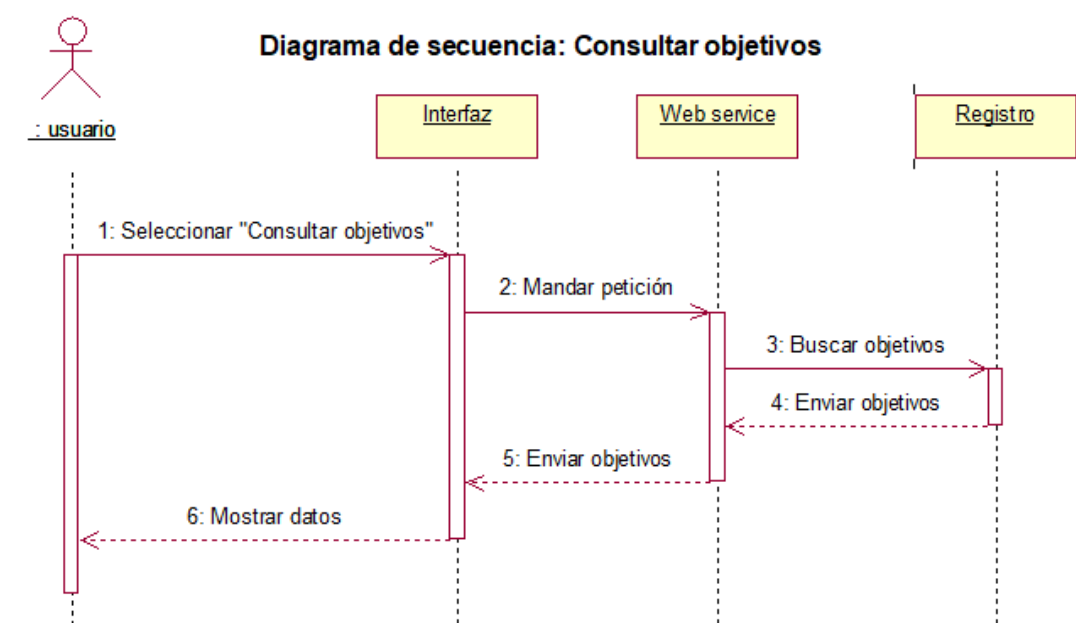 Diagrama de secuencia: Consultar objetivos
: usuario
Interfaz
Web service
Registro
1: Seleccionar "Consultar objetivos"
2: Mandar petición
3: Buscar objetivos
4: Enviar objetivos
5: Enviar objetivos
6: Mostrar datos